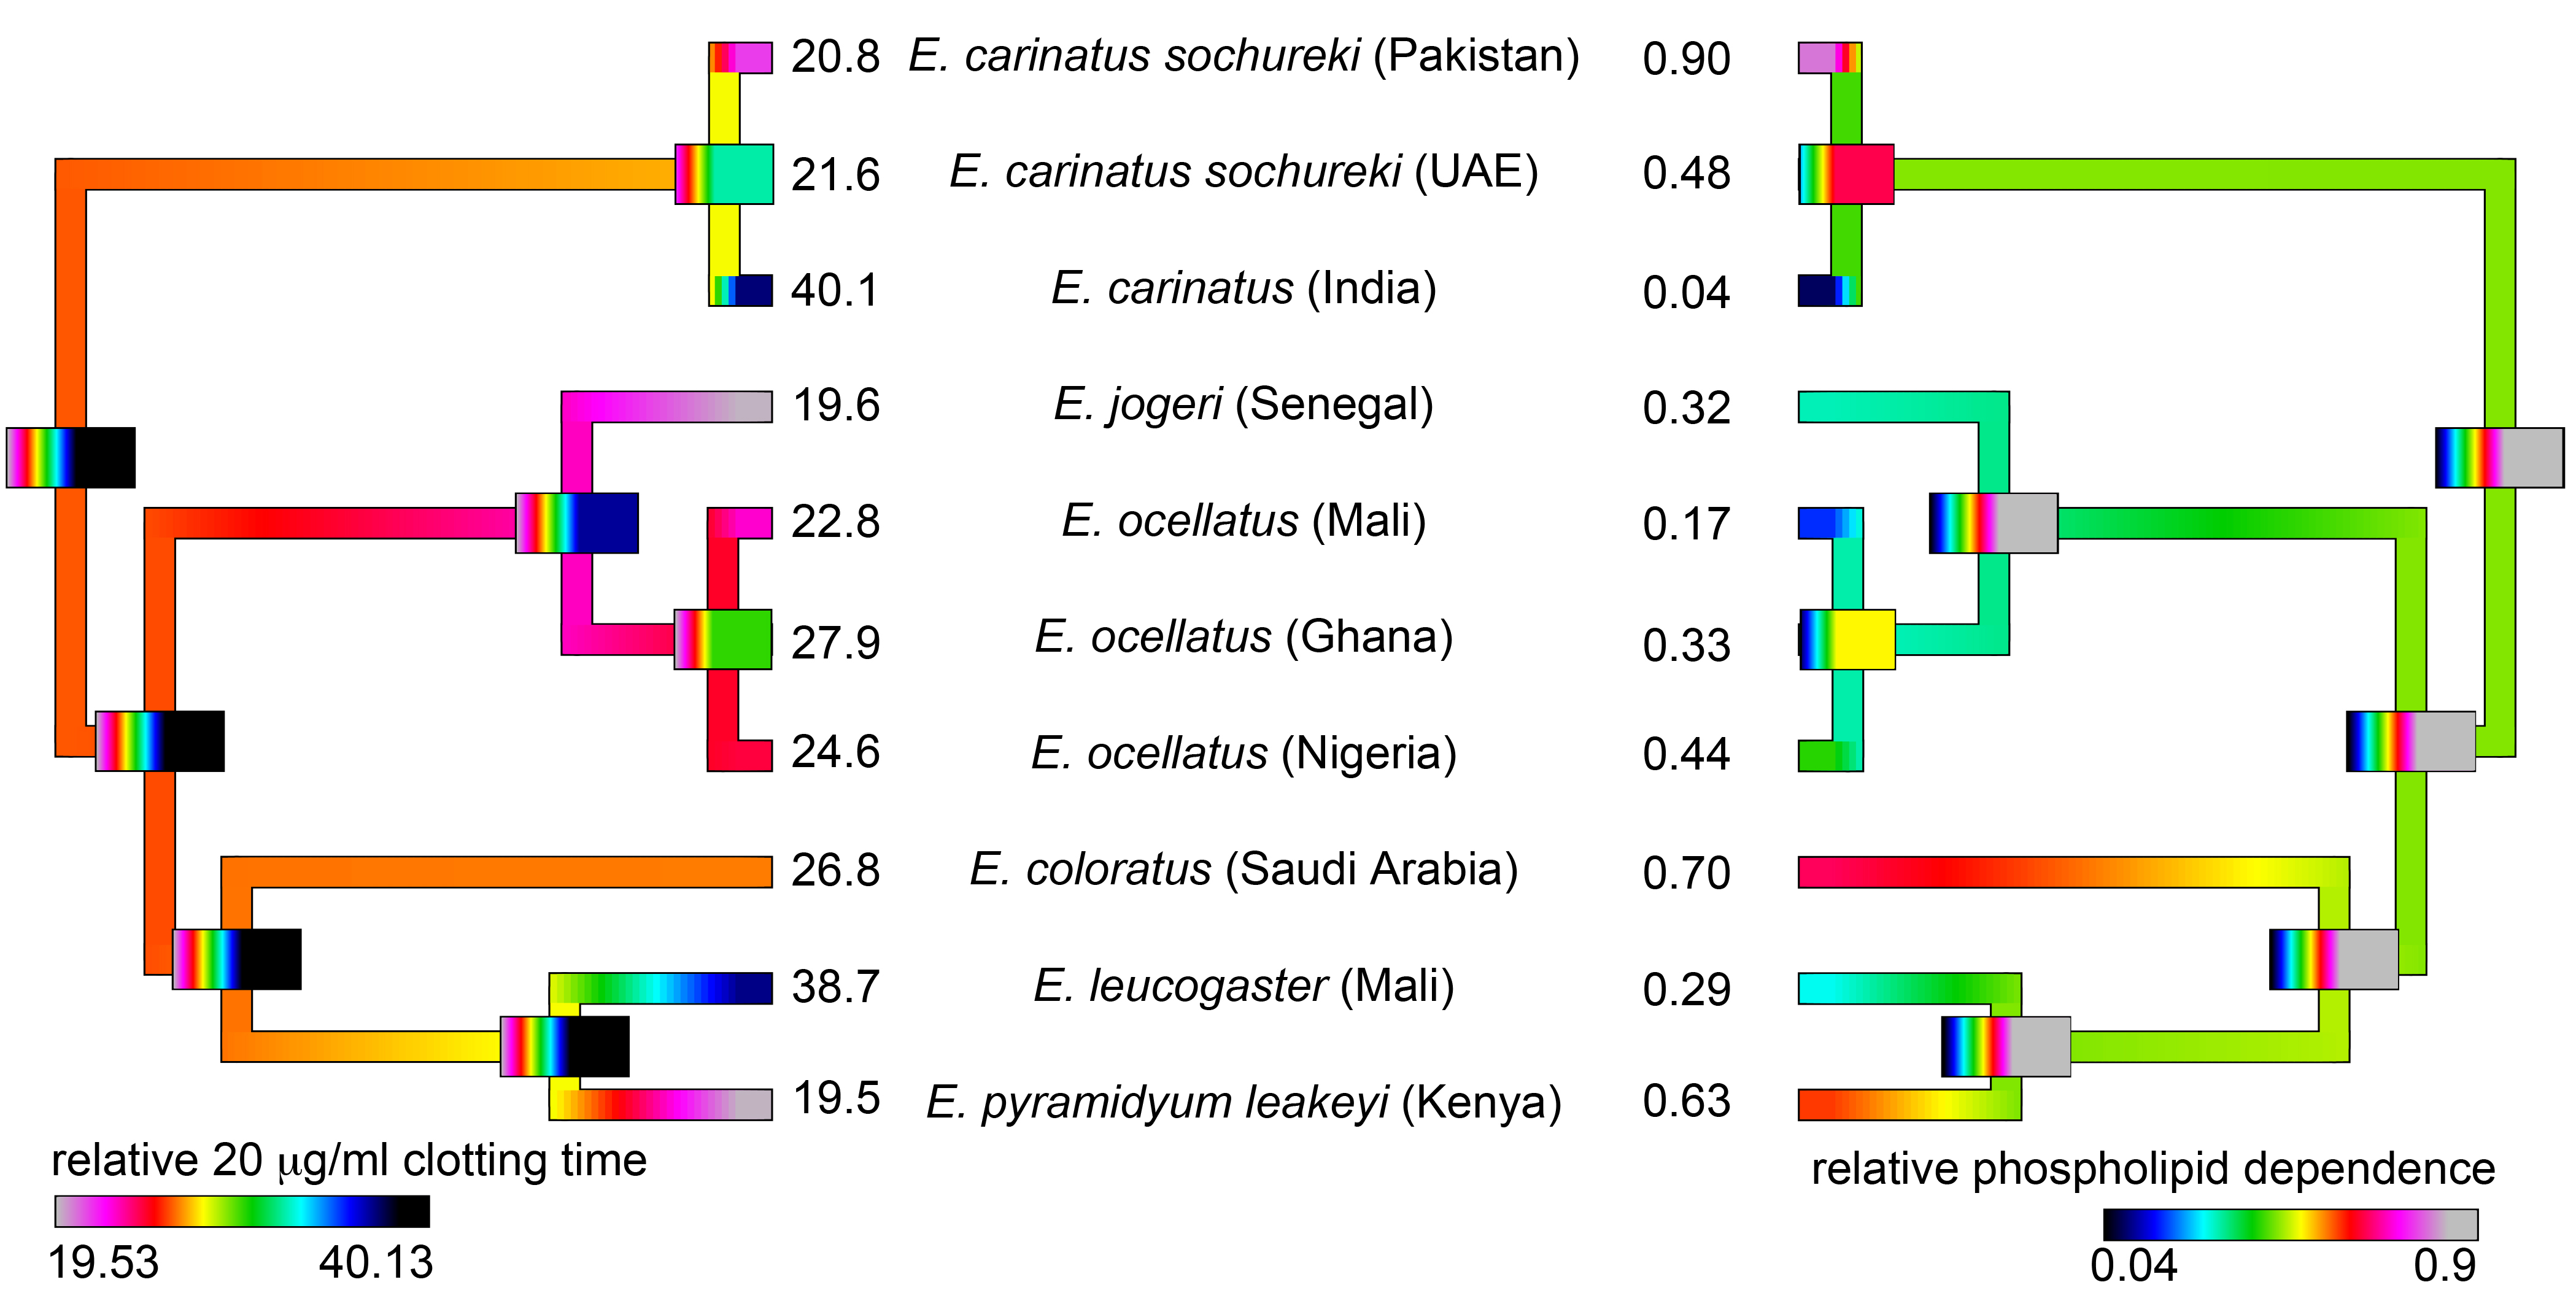 20.8 E. carinatus sochureki (Pakistan) 0.90
21.6 E. carinatus sochureki (UAE) 0.48
40.1 E. carinatus (India) 0.04
19.6 E. jogeri (Senegal) 0.32
22.8 E. ocellatus (Mali) 0.17
27.9 E. ocellatus (Ghana) 0.33
24.6 E. ocellatus (Nigeria) 0.44
26.8 E. coloratus (Saudi Arabia) 0.70
38.7 E. leucogaster (Mali) 0.29
19.5 E. pyramidyum leakeyi (Kenya) 0.63
relative 20 μg/ml clotting time
19.53 40.13
relative phospholipid dependence
0.04 0.9